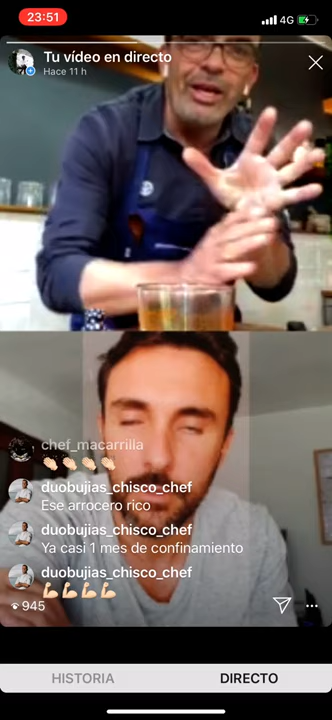 23:51
4G
Tu vídeo en directo
Hace 11 h
chef_macarrilla
👏🏻👏🏻👏🏻👏🏻
duobujias_chisco_chef
Ese arrocero rico
duobujias_chisco_chef
Ya casi 1 mes de confinamiento
duobujias_chisco_chef
💪🏻💪🏻💪🏻💪🏻
945
HISTORIA
DIRECTO